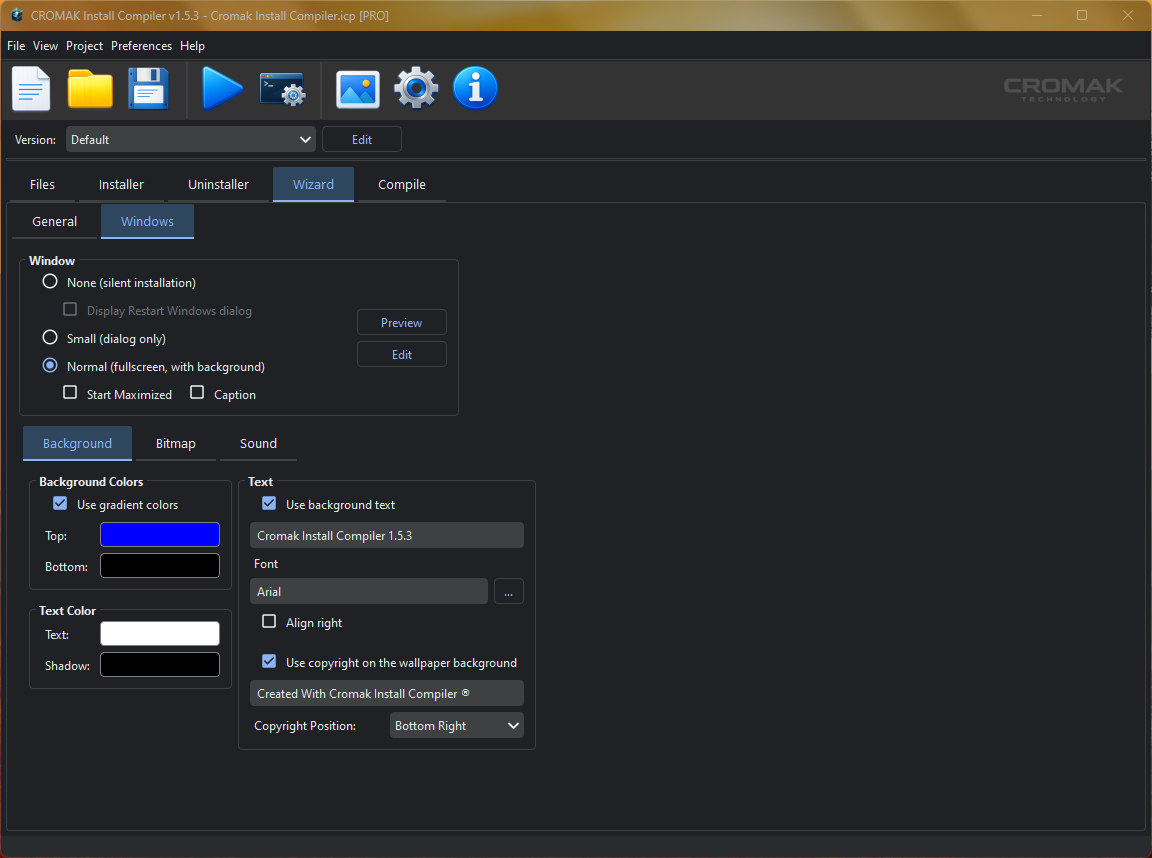 CROMAK Install Compiler v1.5.3 - Cromak Install Compiler.icp [PRO]
File View Project Preferences Help
CROMAK
TECHNOLOGY
Version: Default Edit
Files Installer Uninstaller Wizard Compile
General Windows
Window
None (silent installation)
Display Restart Windows dialog
Preview
Small (dialog only)
Edit
Normal (fullscreen, with background)
Start Maximized Caption
Background Bitmap Sound
Background Colors
Use gradient colors
Top:
Bottom:
Text Color
Text:
Shadow:
Text
Use background text
Cromak Install Compiler 1.5.3
Font
Arial ...
Align right
Use copyright on the wallpaper background
Created With Cromak Install Compiler ®
Copyright Position: Bottom Right